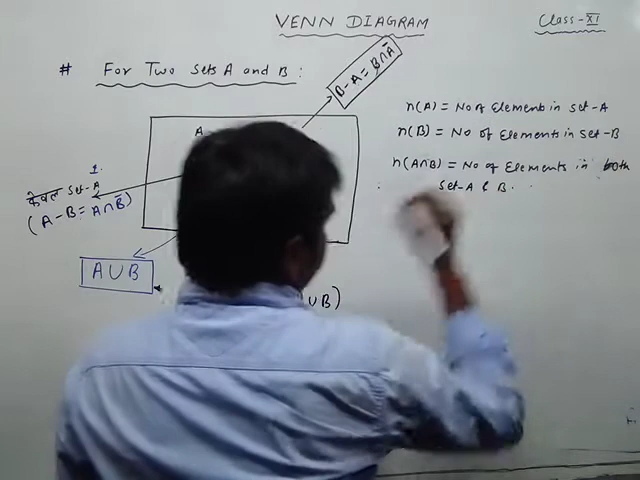 VENN DIAGRAM
Class-XI
# For Two Sets A and B :
B-A = B∩Ā
n(A) = No of Elements in Set-A
n(B) = No of Elements in Set-B
n(A∩B) = No of Elements in both
Set-A & B.
A
1.
केवल Set-A
(A-B = A∩B̄)
A∪B
∪B)